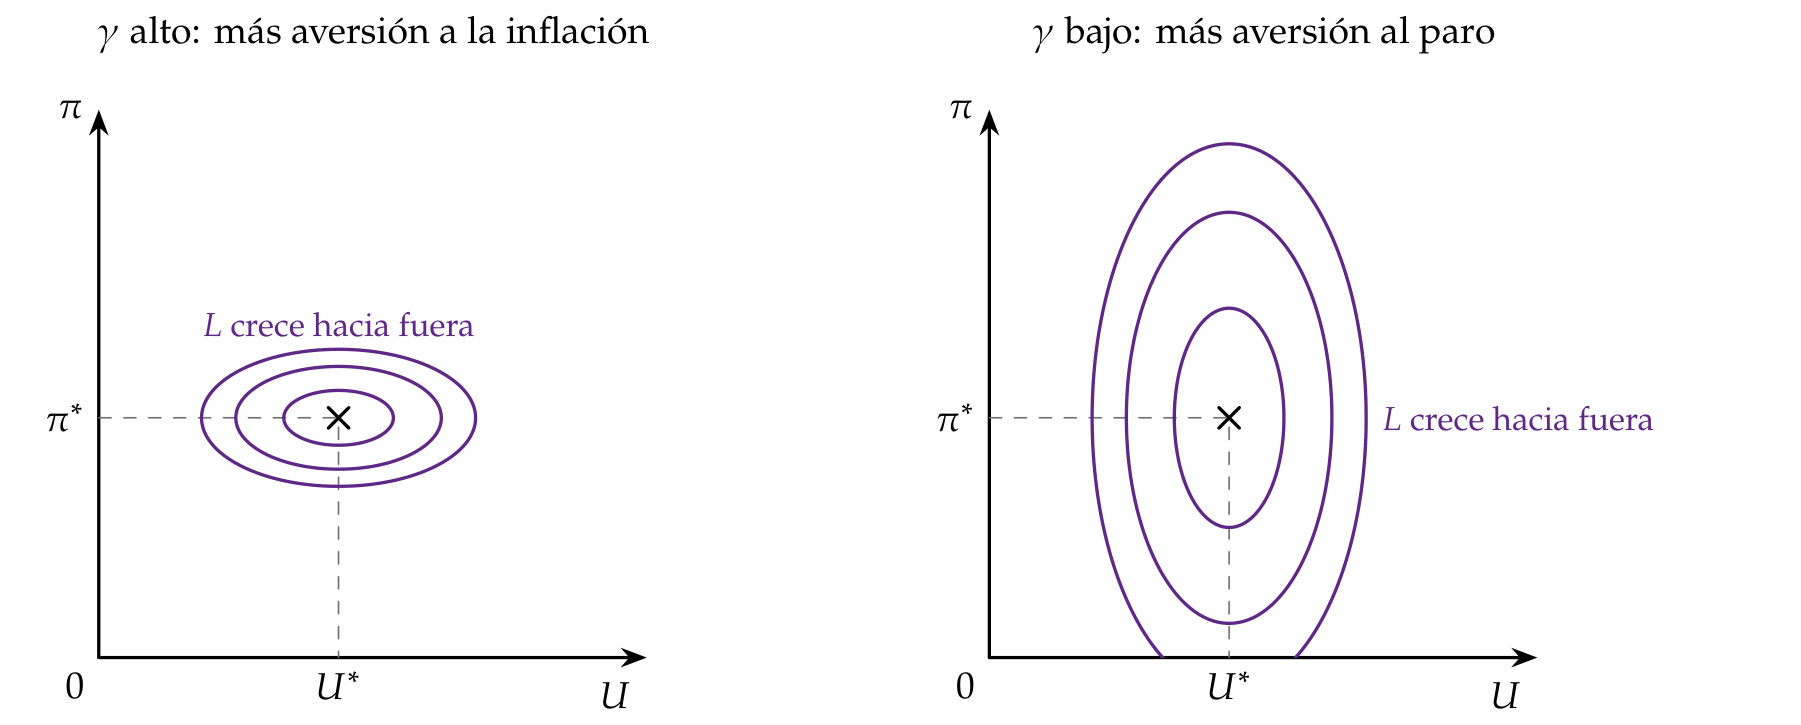 γ alto: más aversión a la inflación
π
L crece hacia fuera
π*
0
U*
U
γ bajo: más aversión al paro
π
π*
L crece hacia fuera
0
U*
U